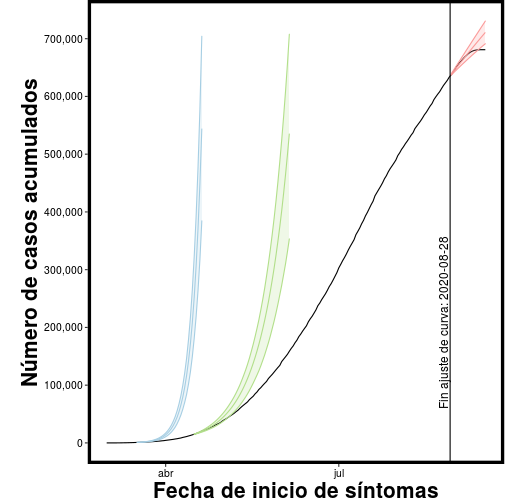 Número de casos acumulados
700,000
600,000
500,000
400,000
300,000
200,000
100,000
0
Fin ajuste de curva: 2020-08-28
abr
jul
Fecha de inicio de síntomas